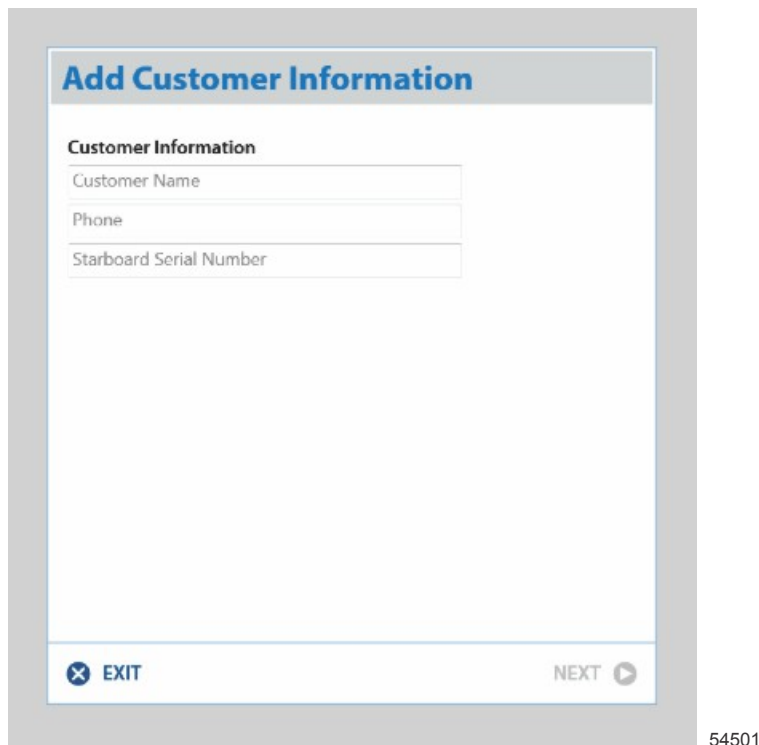 Add Customer Information
Customer Information
Customer Name
Phone
Starboard Serial Number
EXIT
NEXT
54501